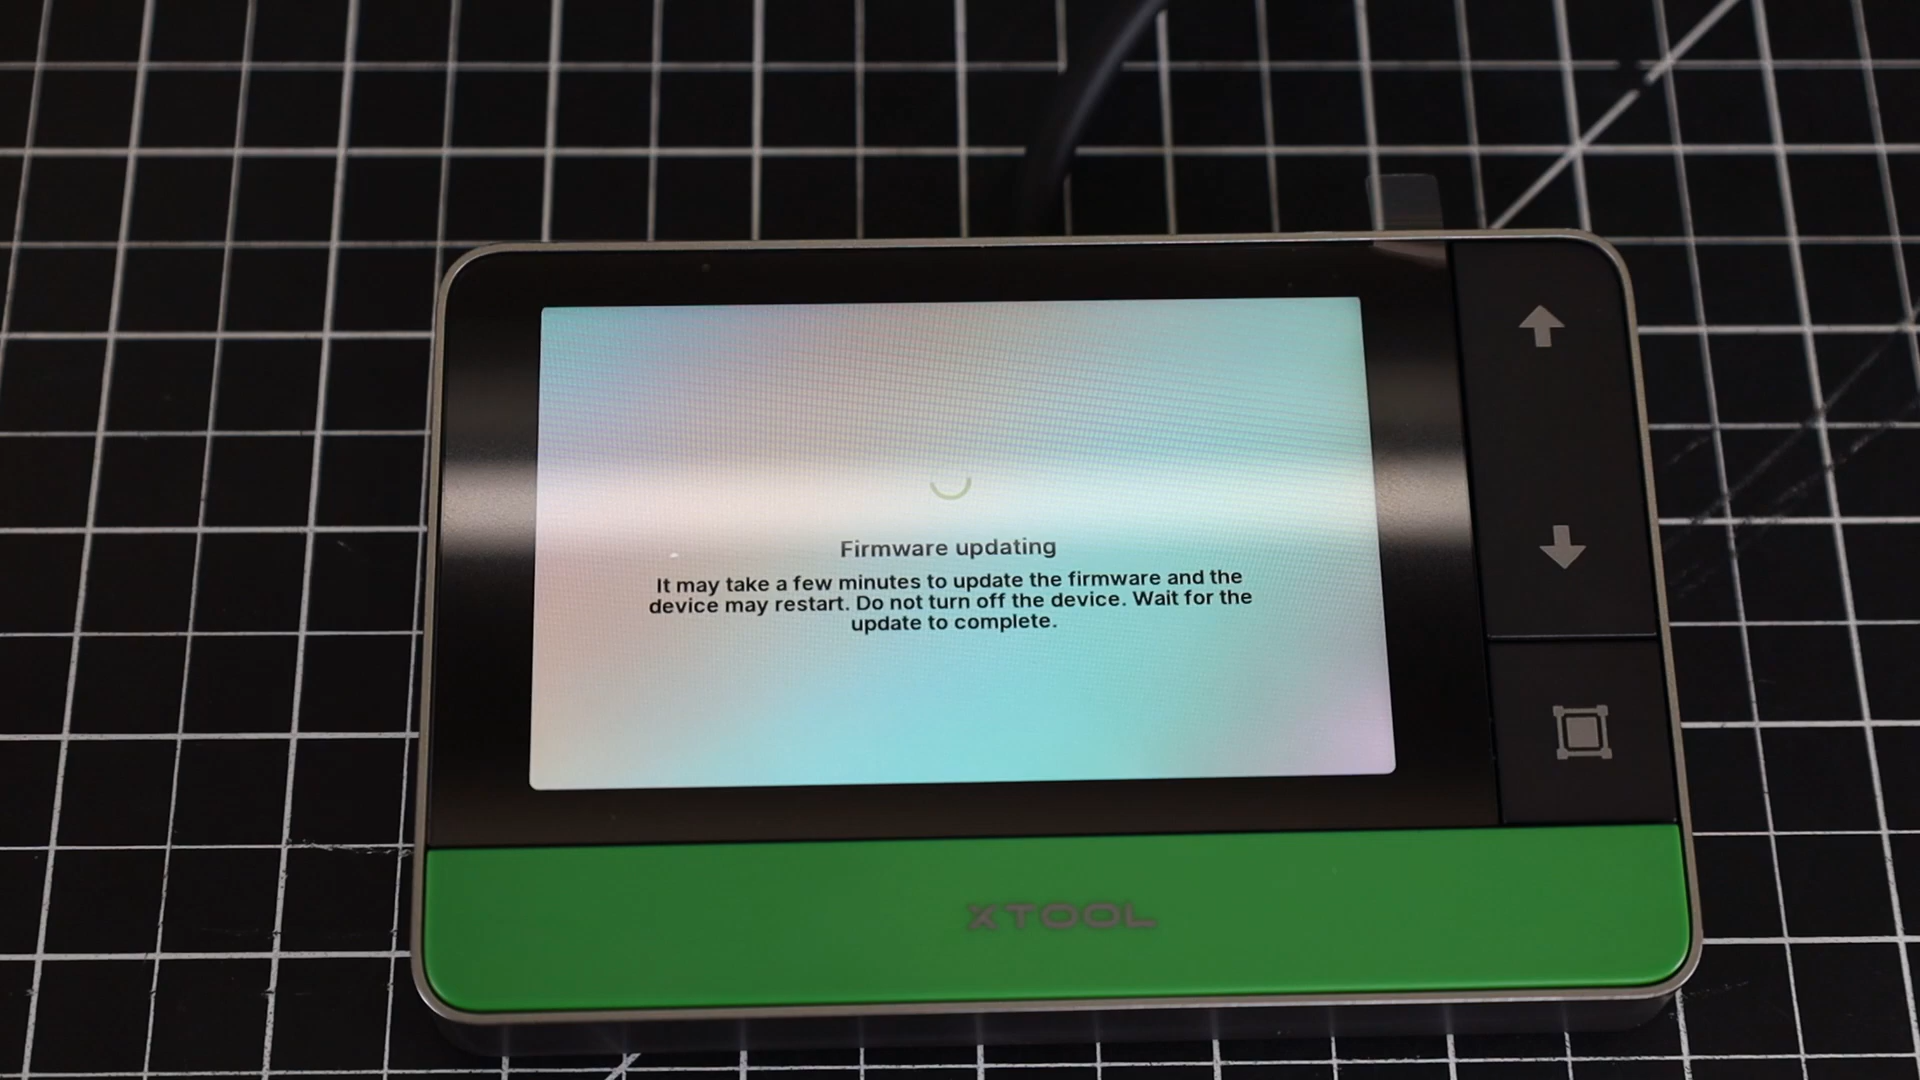 Firmware updating
It may take a few minutes to update the firmware and the
device may restart. Do not turn off the device. Wait for the
update to complete.
XTOOL